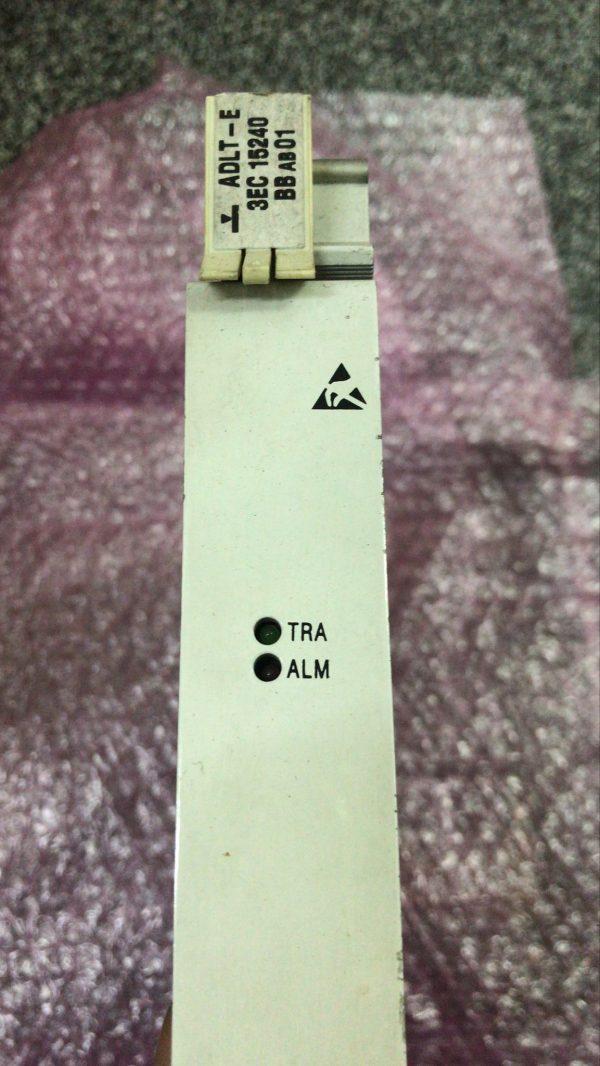 ADLT-E
3EC 15240
BB AB01
TRA
ALM